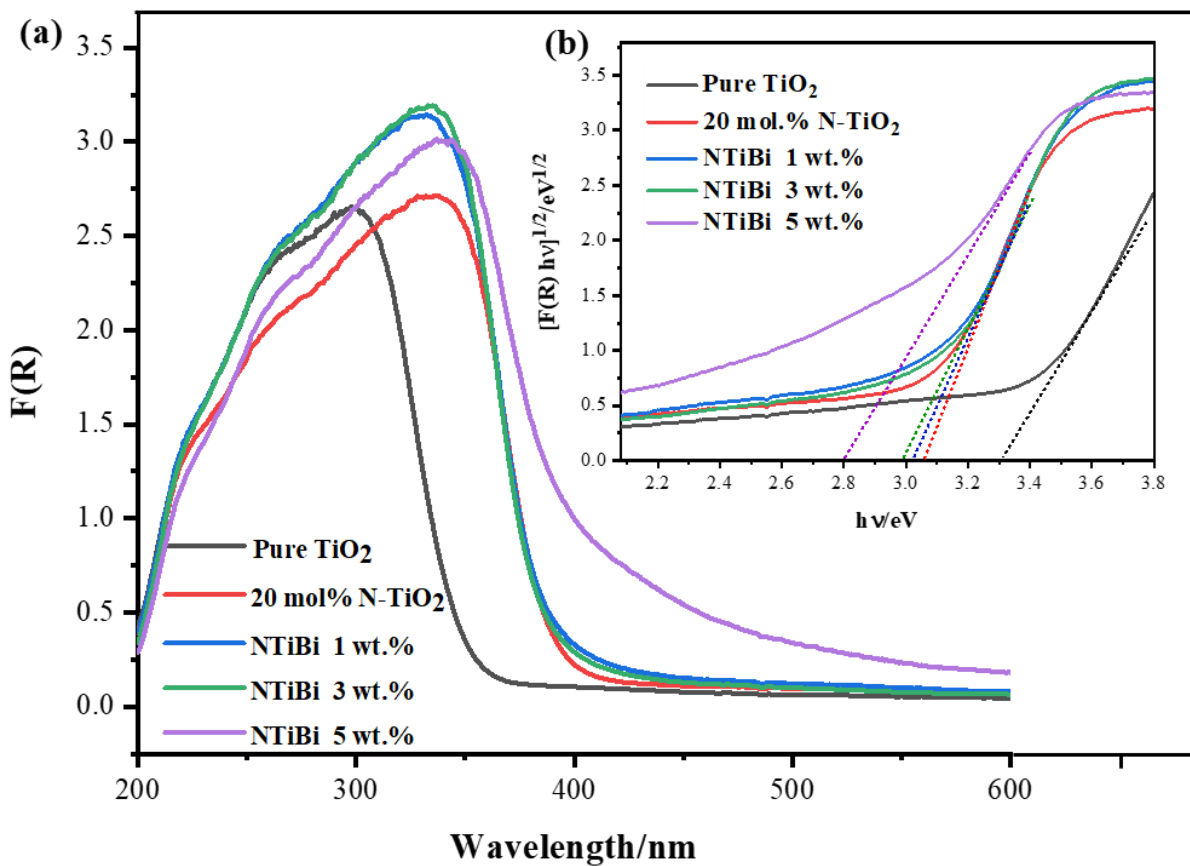 (a)
F(R)
3.5
3.0
2.5
2.0
1.5
1.0
0.5
0.0
Pure TiO2
20 mol% N-TiO2
NTiBi 1 wt.%
NTiBi 3 wt.%
NTiBi 5 wt.%
200 300 400 500 600
Wavelength/nm
(b)
[F(R) hν]1/2/eV1/2
3.5
3.0
2.5
2.0
1.5
1.0
0.5
0.0
Pure TiO2
20 mol.% N-TiO2
NTiBi 1 wt.%
NTiBi 3 wt.%
NTiBi 5 wt.%
2.2 2.4 2.6 2.8 3.0 3.2 3.4 3.6 3.8
hν/eV